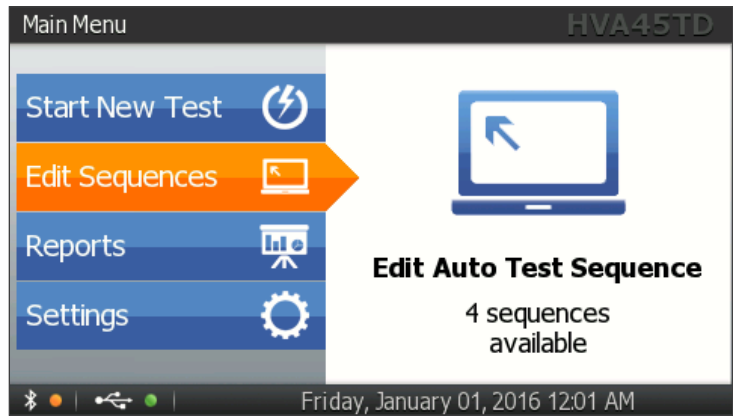 Main Menu
HVA45TD
Start New Test
Edit Sequences
Reports
Settings
Edit Auto Test Sequence
4 sequences
available
Friday, January 01, 2016 12:01 AM